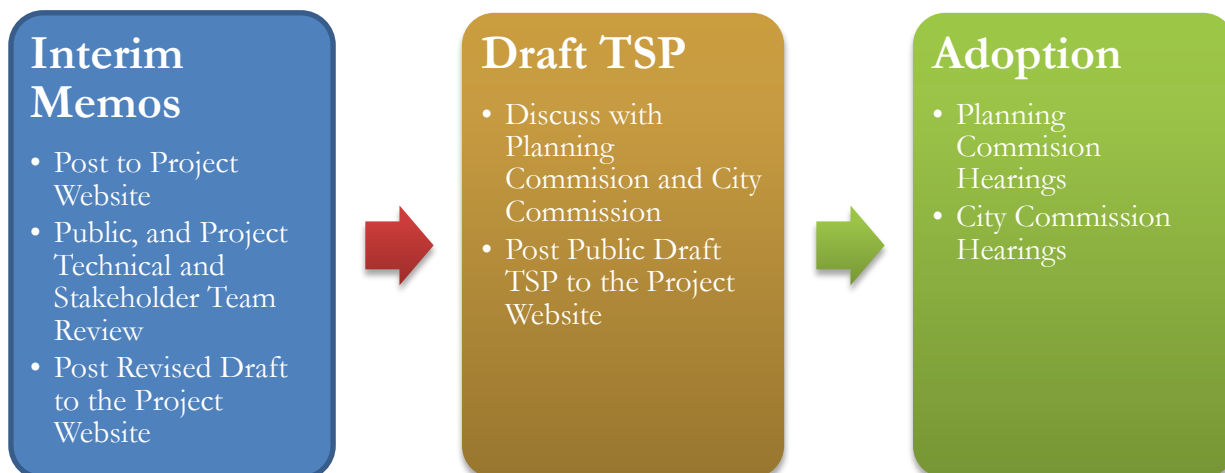 Interim
Memos
• Post to Project
Website
• Public, and Project
Technical and
Stakeholder Team
Review
• Post Revised Draft
to the Project
Website
Draft TSP
• Discuss with
Planning
Commision and City
Commission
• Post Public Draft
TSP to the Project
Website
Adoption
• Planning
Commision
Hearings
• City Commission
Hearings